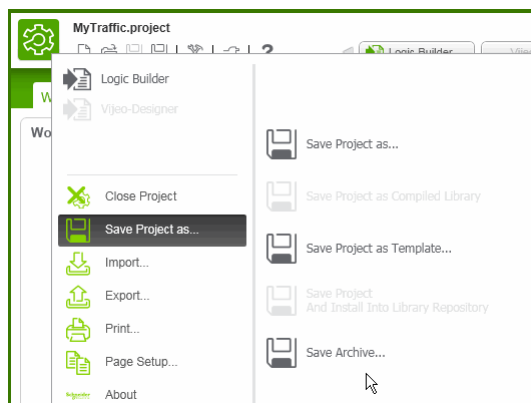 MyTraffic.project
?
Logic Builder
Vije
W
Wo
Logic Builder
Vijeo-Designer
Close Project
Save Project as...
Import...
Export...
Print...
Page Setup...
Schneider
About
Save Project as...
Save Project as Compiled Library
Save Project as Template...
Save Project
And Install Into Library Repository
Save Archive...